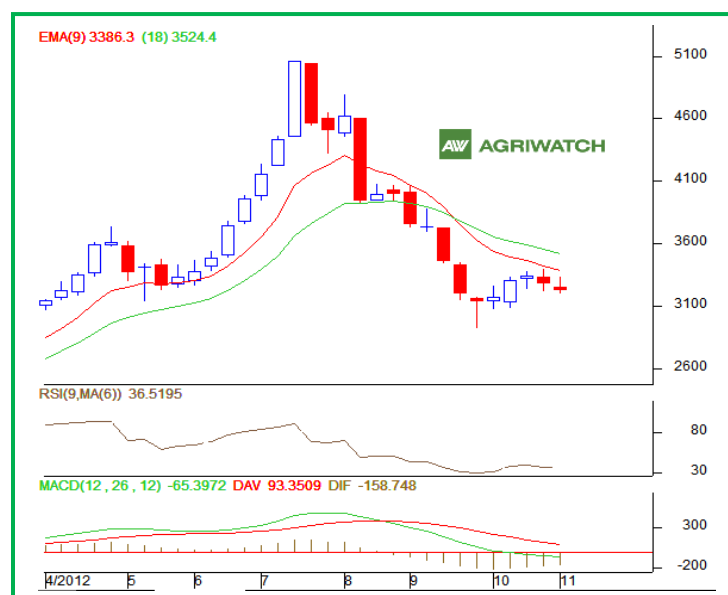 EMA(9) 3386.3 (18) 3524.4
5100
AW AGRIWATCH
4600
4100
3600
3100
2600
RSI(9,MA(6)) 36.5195
80
30
MACD(12 , 26 , 12) -65.3972 DAV 93.3509 DIF -158.748
300
-200
4/2012 5 6 7 8 9 10 11